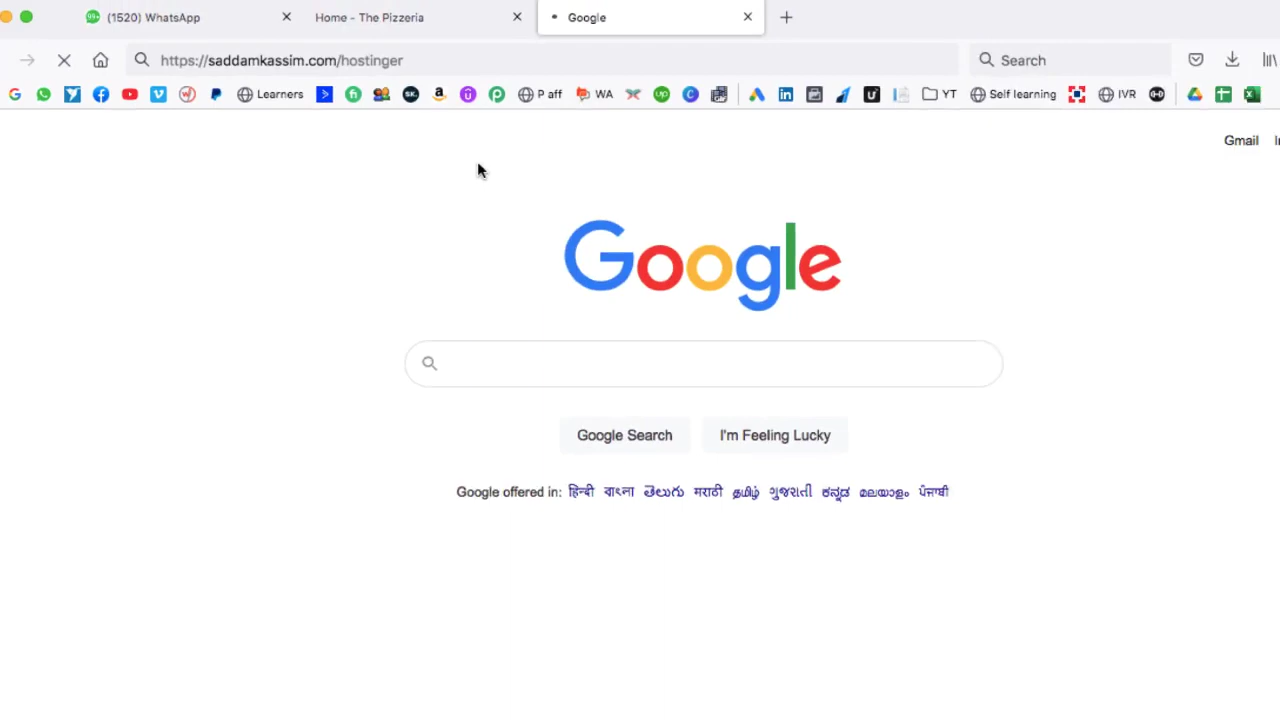 (1520) WhatsApp
Home - The Pizzeria
Google
https://saddamkassim.com/hostinger
Search
Learners
P aff
WA
YT
Self learning
IVR
Gmail
Google
Google Search
I'm Feeling Lucky
Google offered in: हिन्दी বাংলা తెలుగు मराठी தமிழ் ગુજરાતી ಕನ್ನಡ മലയാളം ਪੰਜਾਬੀ